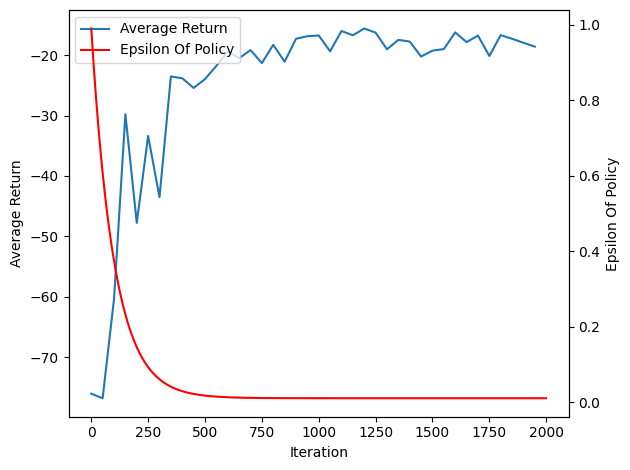 Average Return
Epsilon Of Policy
−20
−30
−40
−50
−60
−70
Average Return
1.0
0.8
0.6
0.4
0.2
0.0
Epsilon Of Policy
0 250 500 750 1000 1250 1500 1750 2000
Iteration